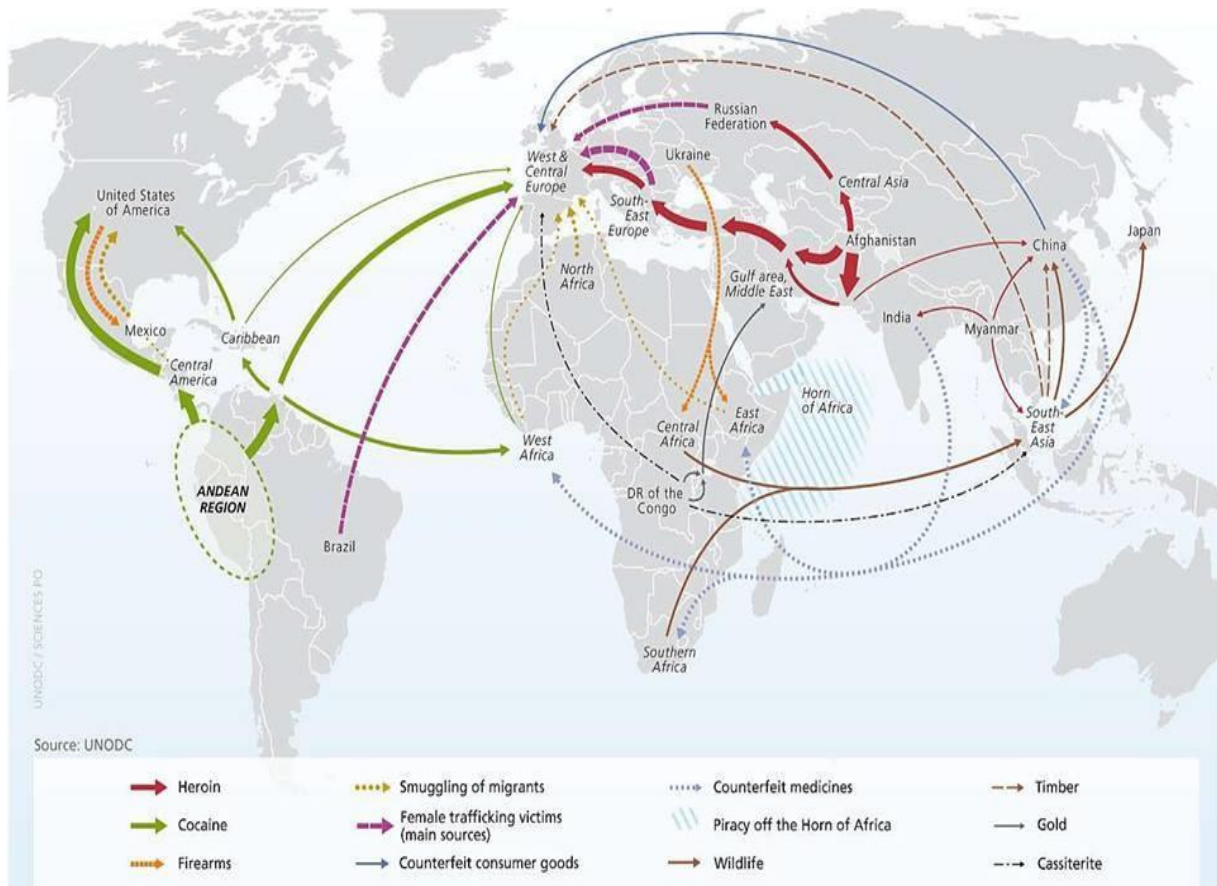 Russian
Federation
Ukraine
West &
Central
Europe
United States
of America
Central Asia
South-
East
Europe
Afghanistan
China
Japan
North
Africa
Gulf area,
Middle East
India
Myanmar
Mexico
Caribbean
Central
America
Horn
of Africa
West
Africa
Central
Africa
East
Africa
South-
East
Asia
ANDEAN
REGION
DR of the
Congo
Brazil
Southern
Africa
UNODC / SCIENCES PO
Source: UNODC
Heroin
Smuggling of migrants
Counterfeit medicines
Timber
Cocaine
Female trafficking victims
(main sources)
Piracy off the Horn of Africa
Gold
Firearms
Counterfeit consumer goods
Wildlife
Cassiterite